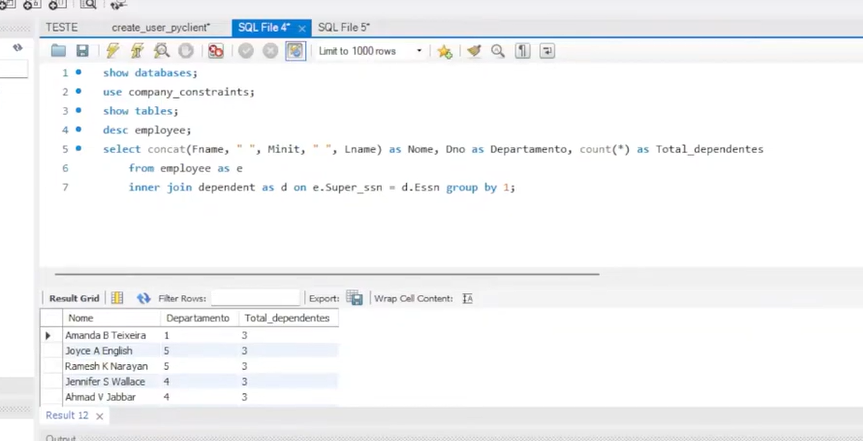 TESTE create_user_pyclient* SQL File 4* SQL File 5*
Limit to 1000 rows
1 show databases;
2 use company_constraints;
3 show tables;
4 desc employee;
5 select concat(Fname, " ", Minit, " ", Lname) as Nome, Dno as Departamento, count(*) as Total_dependentes
6 from employee as e
7 inner join dependent as d on e.Super_ssn = d.Essn group by 1;
Result Grid Filter Rows: Export: Wrap Cell Content:
Nome Departamento Total_dependentes
Amanda B Teixeira 1 3
Joyce A English 5 3
Ramesh K Narayan 5 3
Jennifer S Wallace 4 3
Ahmad V Jabbar 4 3
Result 12
Output